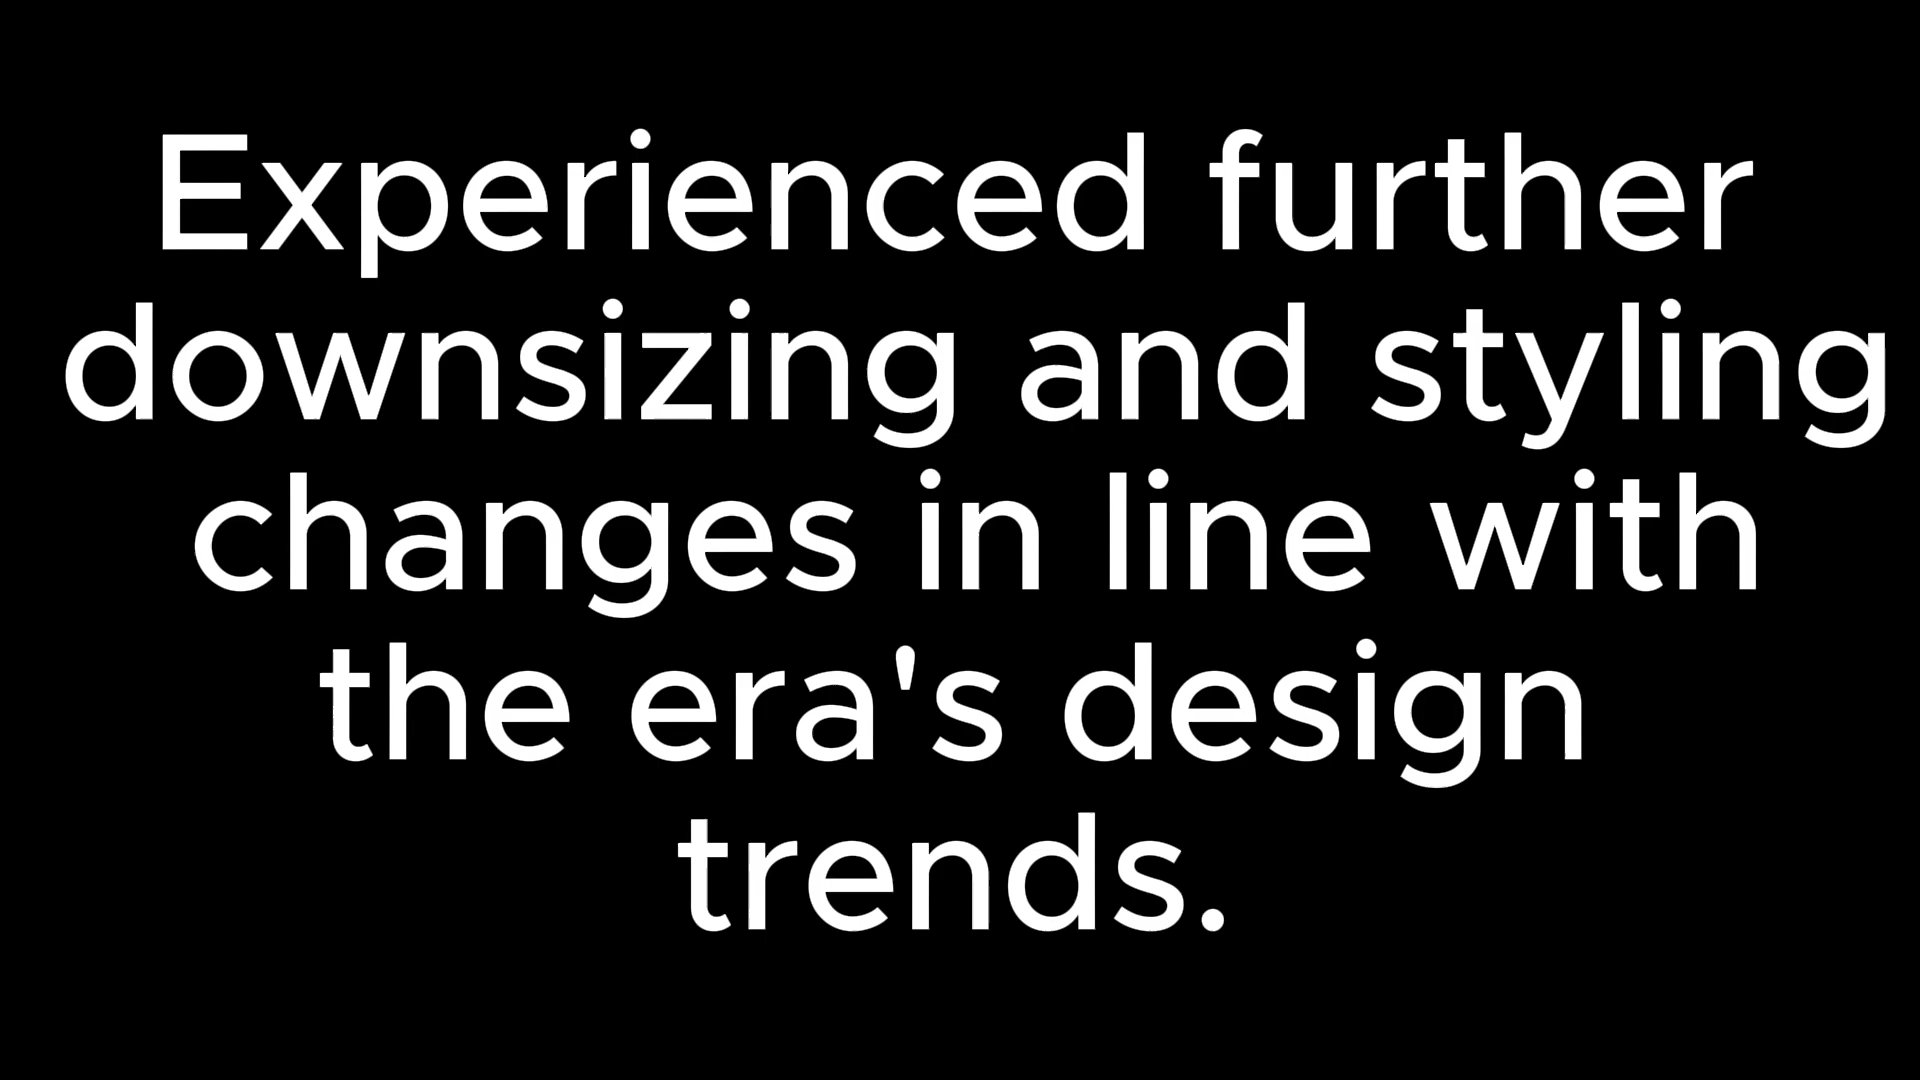 Experienced further
downsizing and styling
changes in line with
the era's design
trends.